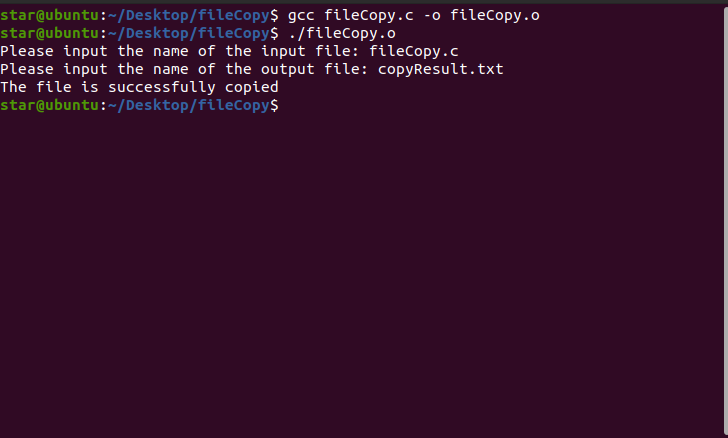 star@ubuntu:~/Desktop/fileCopy$ gcc fileCopy.c -o fileCopy.o
star@ubuntu:~/Desktop/fileCopy$ ./fileCopy.o
Please input the name of the input file: fileCopy.c
Please input the name of the output file: copyResult.txt
The file is successfully copied
star@ubuntu:~/Desktop/fileCopy$